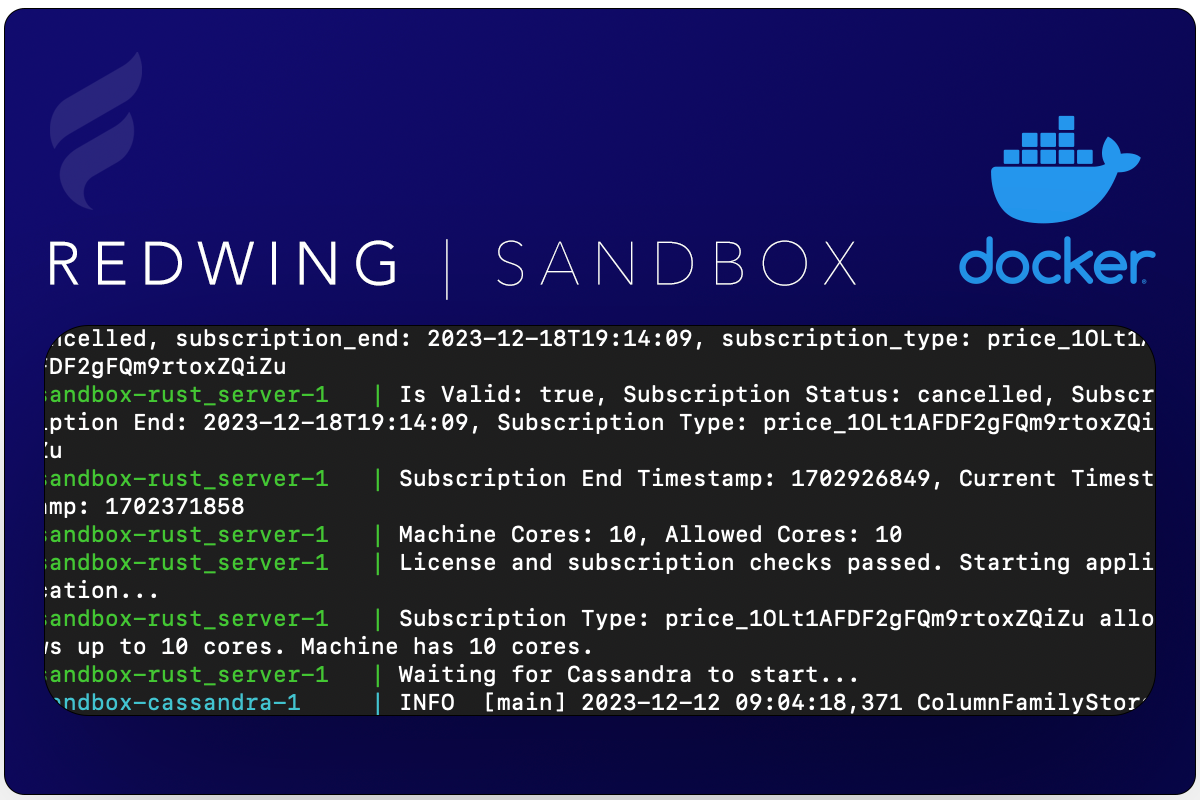 REDWING | SANDBOX
docker
ncelled, subscription_end: 2023-12-18T19:14:09, subscription_type: price_1OLt1A
FDF2gFQm9rtoxZQiZu
sandbox-rust_server-1 | Is Valid: true, Subscription Status: cancelled, Subscr
iption End: 2023-12-18T19:14:09, Subscription Type: price_1OLt1AFDF2gFQm9rtoxZQi
Zu
sandbox-rust_server-1 | Subscription End Timestamp: 1702926849, Current Timest
amp: 1702371858
sandbox-rust_server-1 | Machine Cores: 10, Allowed Cores: 10
sandbox-rust_server-1 | License and subscription checks passed. Starting appli
cation...
sandbox-rust_server-1 | Subscription Type: price_1OLt1AFDF2gFQm9rtoxZQiZu allo
ws up to 10 cores. Machine has 10 cores.
sandbox-rust_server-1 | Waiting for Cassandra to start...
sandbox-cassandra-1 | INFO [main] 2023-12-12 09:04:18,371 ColumnFamilyStore